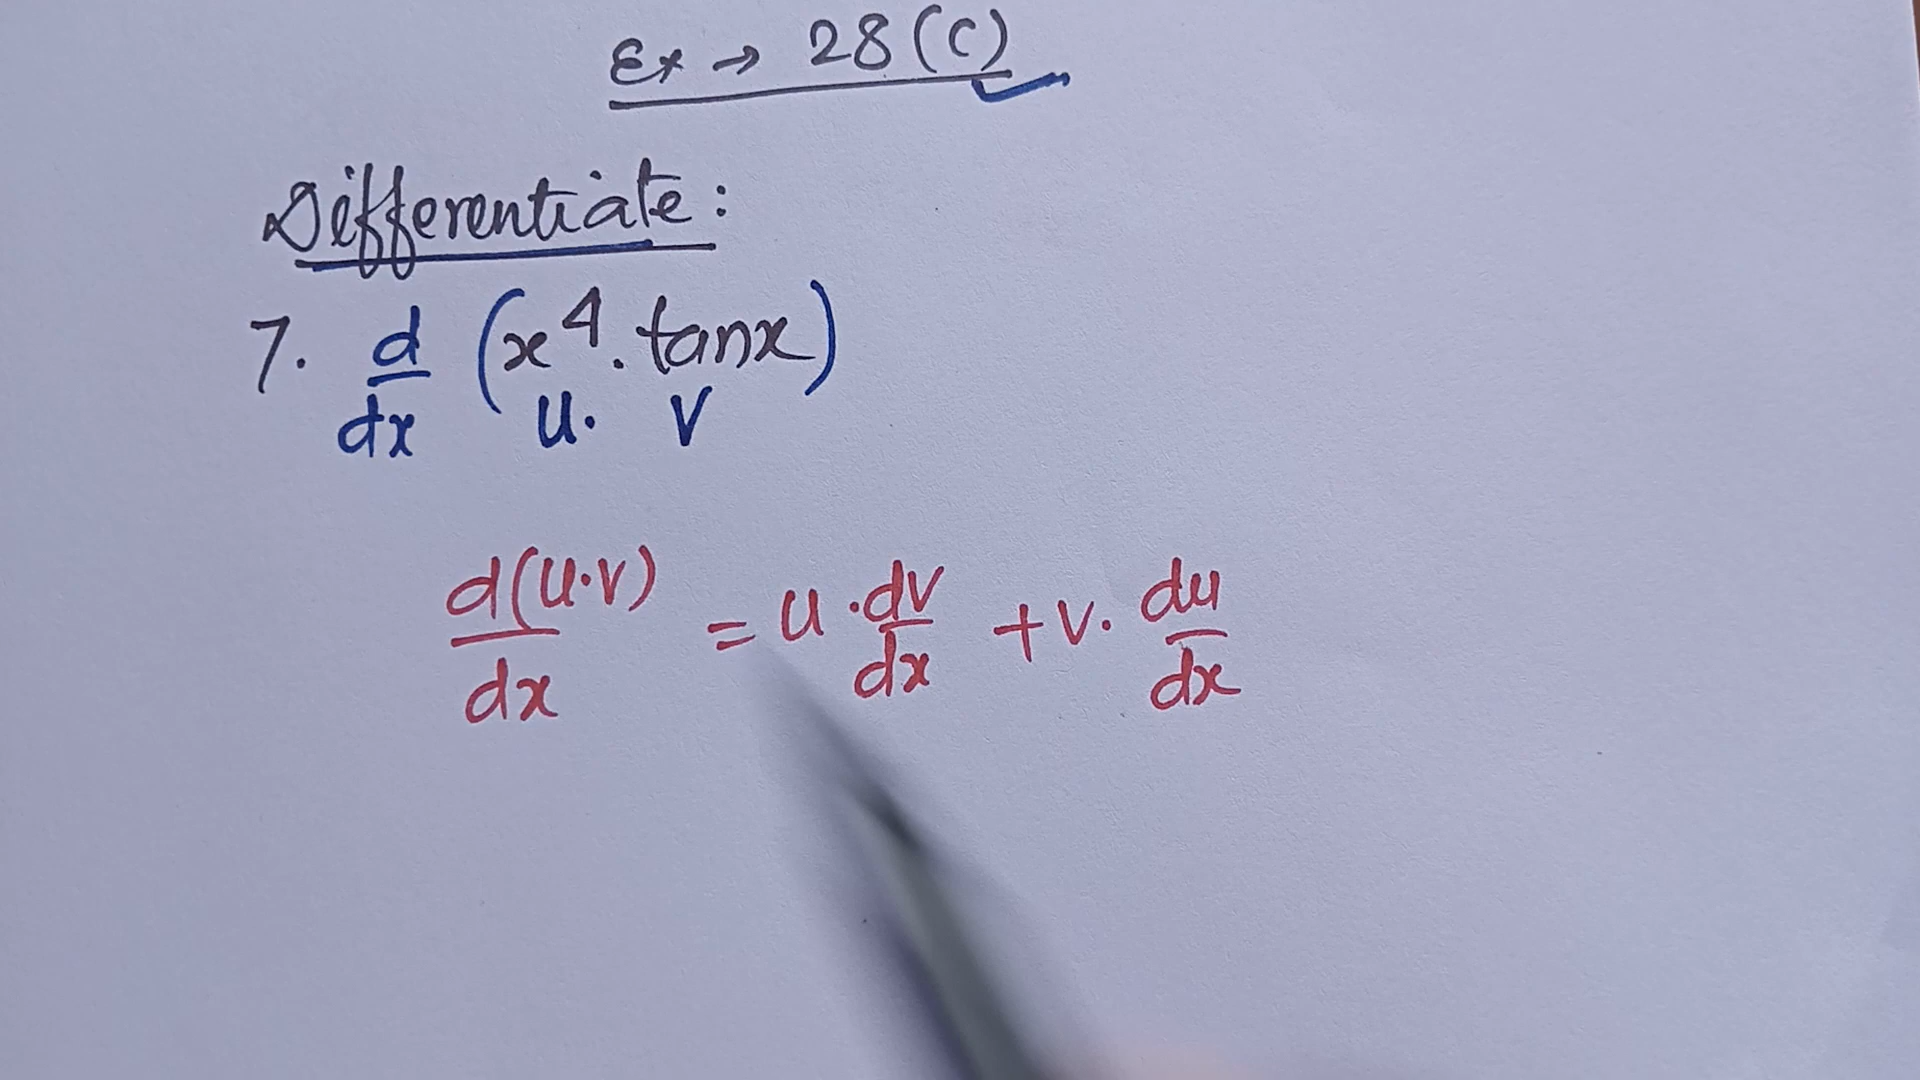 Ex → 28 (C)
Differentiate:
7. d/dx (x⁴. tanx)
u. v
d(u·v)/dx = u · dv/dx + v. du/dx